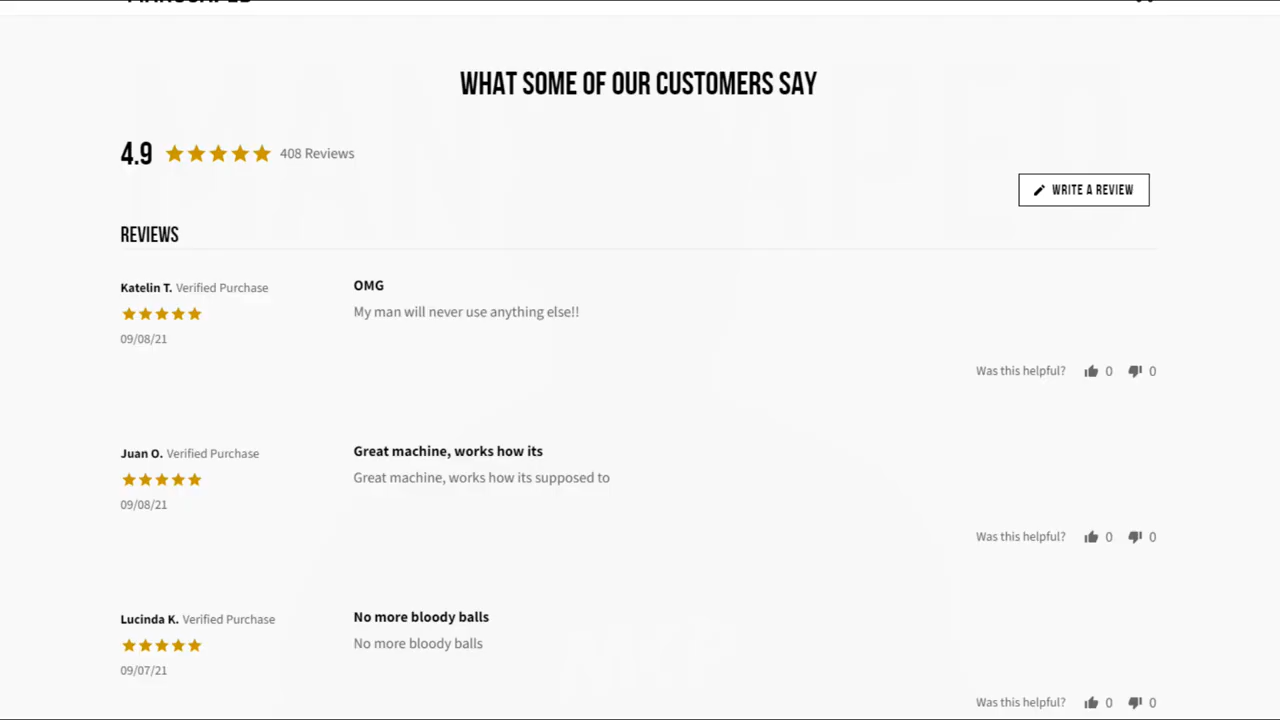 WHAT SOME OF OUR CUSTOMERS SAY
4.9 408 Reviews
WRITE A REVIEW
REVIEWS
Katelin T. Verified Purchase
09/08/21
OMG
My man will never use anything else!!
Was this helpful? 0 0
Juan O. Verified Purchase
09/08/21
Great machine, works how its
Great machine, works how its supposed to
Was this helpful? 0 0
Lucinda K. Verified Purchase
09/07/21
No more bloody balls
No more bloody balls
Was this helpful? 0 0